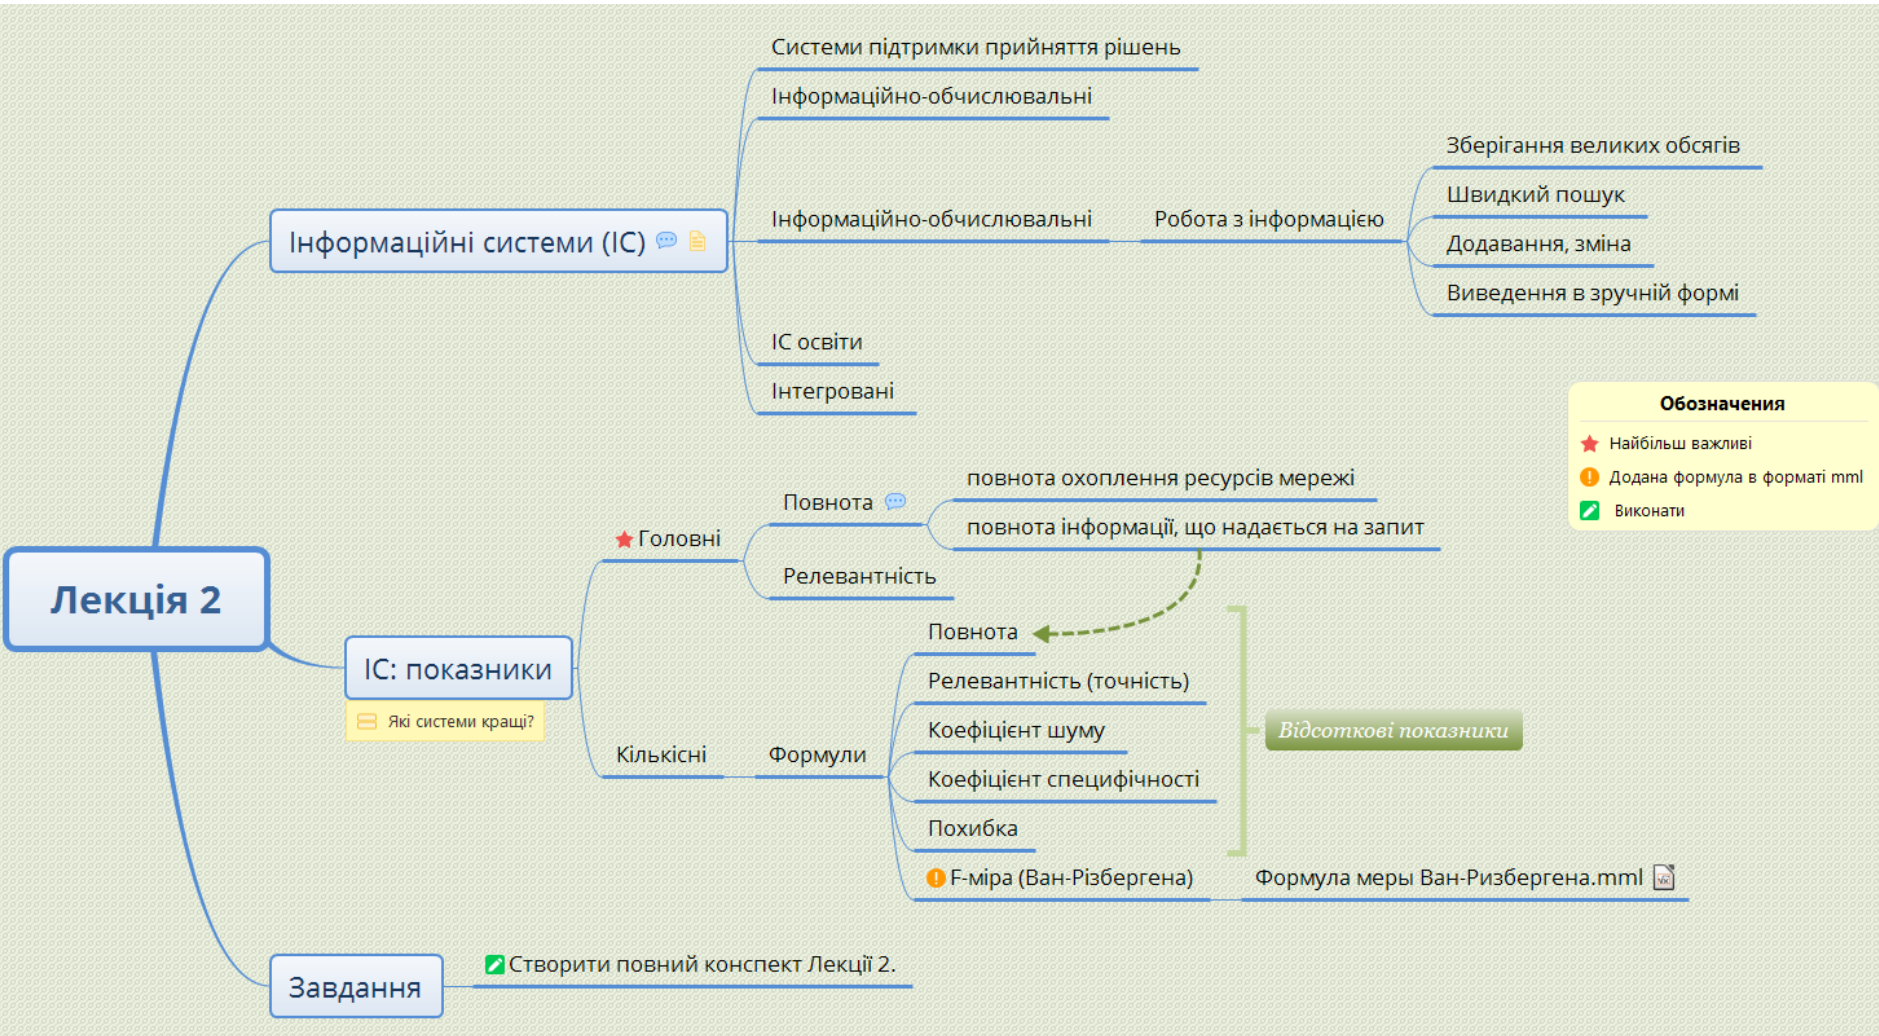 Системи підтримки прийняття рішень
Інформаційно-обчислювальні
Зберігання великих обсягів
Швидкий пошук
Інформаційно-обчислювальні
Робота з інформацією
Інформаційні системи (ІС)
Додавання, зміна
Виведення в зручній формі
ІС освіти
Інтегровані
Обозначения
Найбільш важливі
Додана формула в форматі mml
Виконати
повнота охоплення ресурсів мережі
Повнота
повнота інформації, що надається на запит
Головні
Релевантність
Лекція 2
Повнота
ІС: показники
Релевантність (точність)
Які системи кращі?
Коефіцієнт шуму
Відсоткові показники
Кількісні
Формули
Коефіцієнт специфічності
Похибка
F-міра (Ван-Різбергена)
Формула меры Ван-Ризбергена.mml
Створити повний конспект Лекції 2.
Завдання